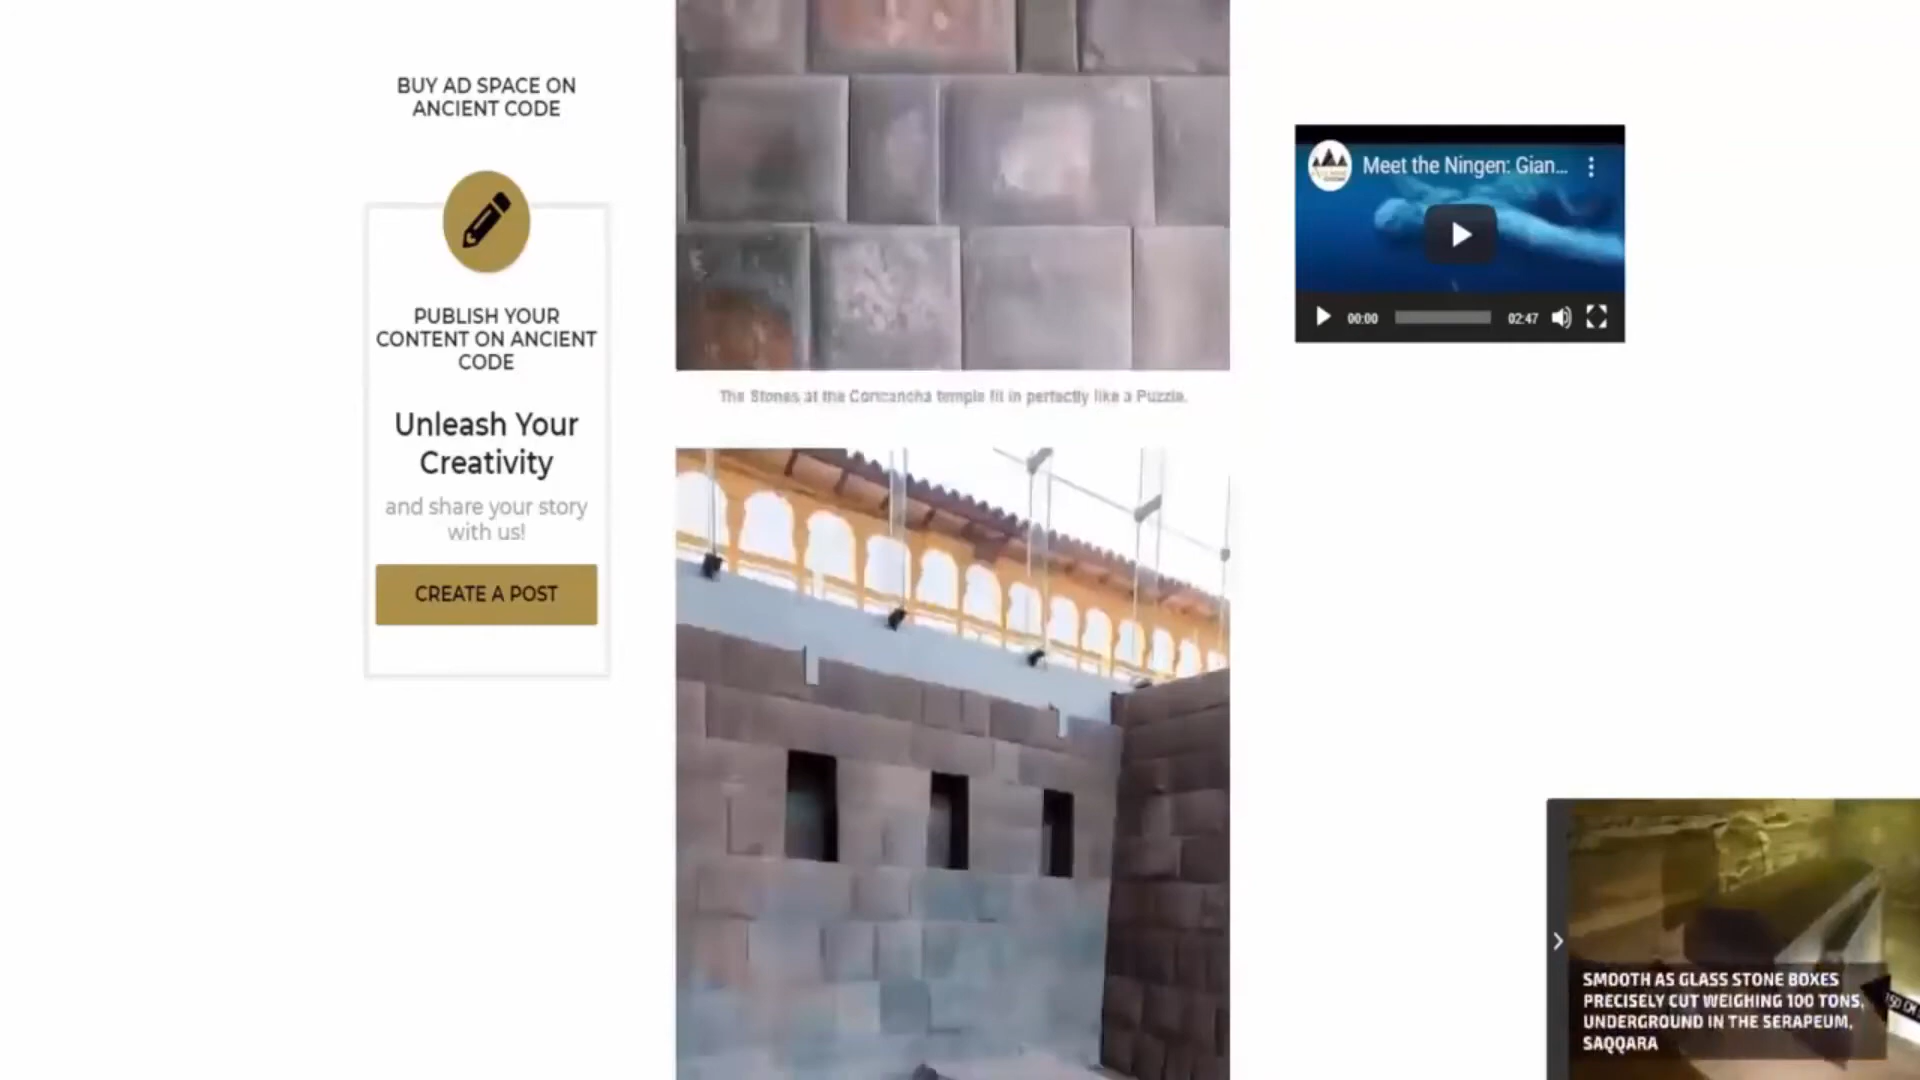 BUY AD SPACE ON
ANCIENT CODE
PUBLISH YOUR
CONTENT ON ANCIENT
CODE
Unleash Your
Creativity
and share your story
with us!
CREATE A POST
The Stones at the Coricancha temple fit in perfectly like a Puzzle.
Meet the Ningen: Gian...
00:00
02:47
SMOOTH AS GLASS STONE BOXES
PRECISELY CUT WEIGHING 100 TONS,
UNDERGROUND IN THE SERAPEUM,
SAQQARA
150 CM